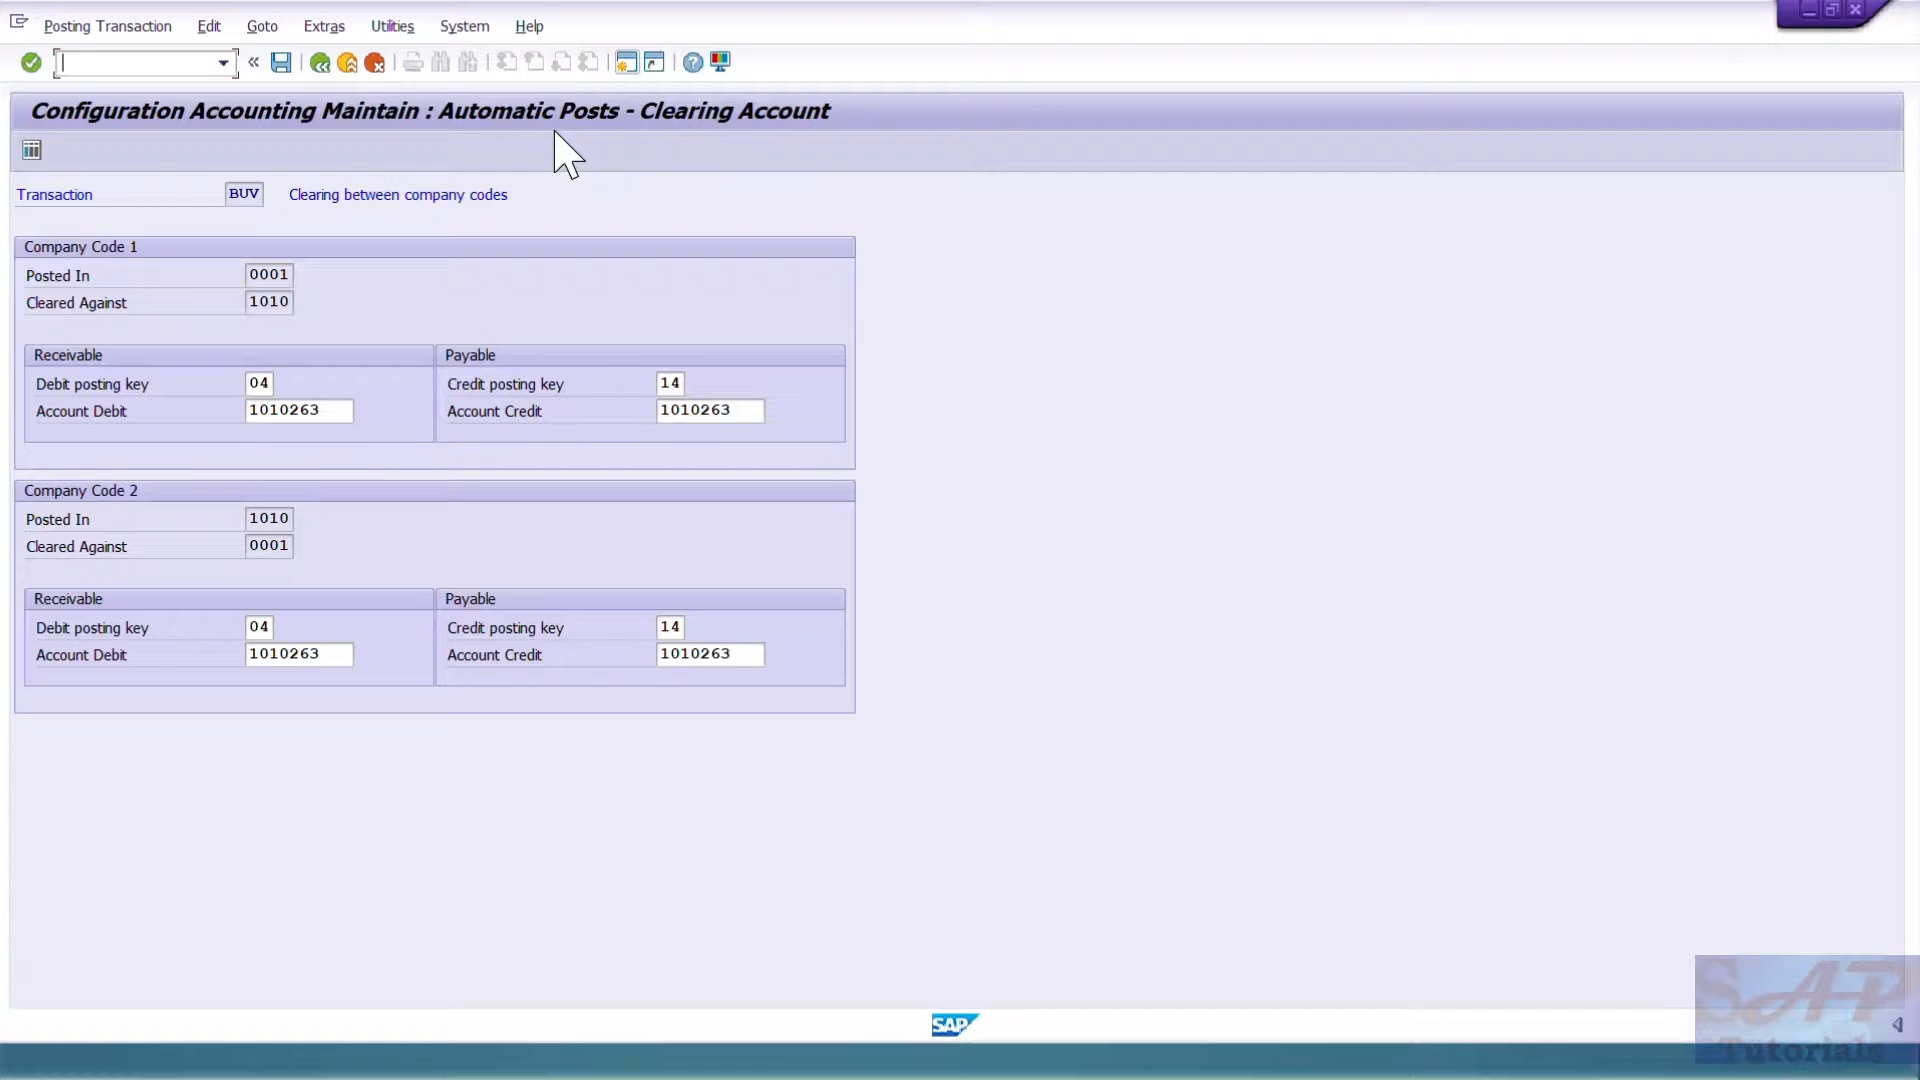 Posting Transaction Edit Goto Extras Utilities System Help
Configuration Accounting Maintain : Automatic Posts - Clearing Account
Transaction BUV Clearing between company codes
Company Code 1
Posted In 0001
Cleared Against 1010
Receivable Payable
Debit posting key 04 Credit posting key 14
Account Debit 1010263 Account Credit 1010263
Company Code 2
Posted In 1010
Cleared Against 0001
Receivable Payable
Debit posting key 04 Credit posting key 14
Account Debit 1010263 Account Credit 1010263
SAP
SAP
Tutorials